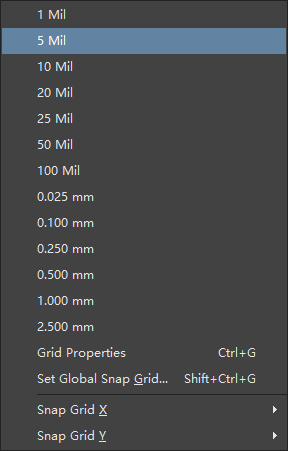 1 Mil
5 Mil
10 Mil
20 Mil
25 Mil
50 Mil
100 Mil
0.025 mm
0.100 mm
0.250 mm
0.500 mm
1.000 mm
2.500 mm
Grid Properties Ctrl+G
Set Global Snap Grid... Shift+Ctrl+G
Snap Grid X
Snap Grid Y